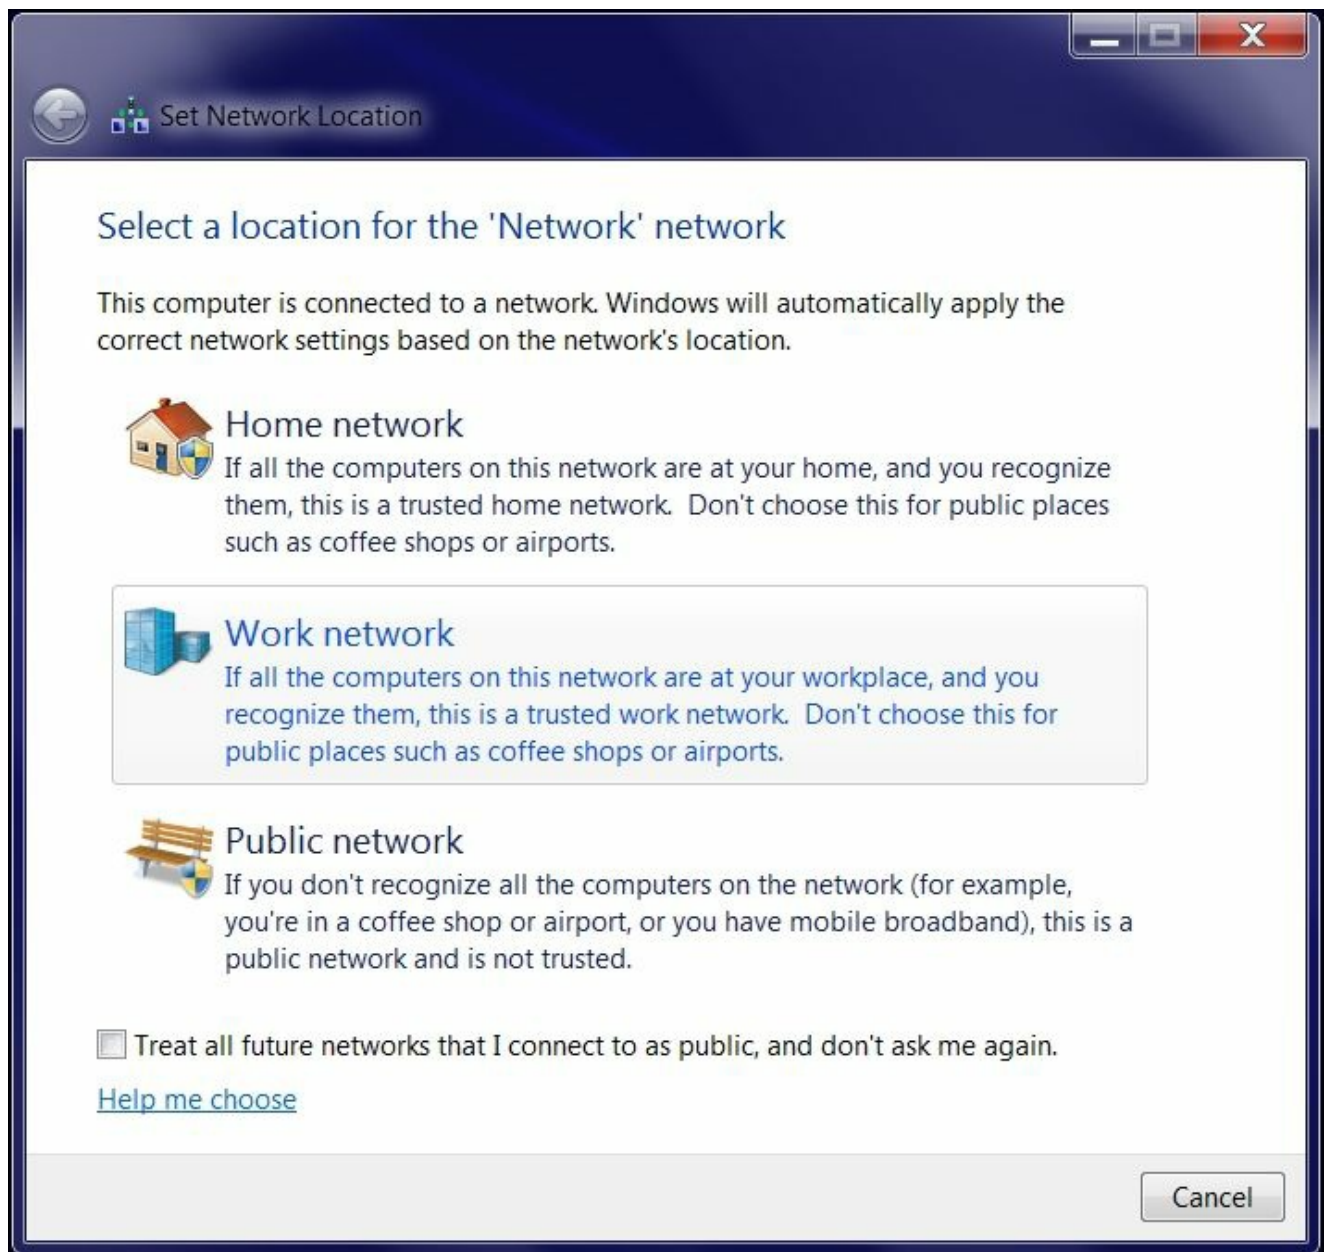 Set Network Location
Select a location for the 'Network' network
This computer is connected to a network. Windows will automatically apply the
correct network settings based on the network's location.
Home network
If all the computers on this network are at your home, and you recognize
them, this is a trusted home network.  Don't choose this for public places
such as coffee shops or airports.
Work network
If all the computers on this network are at your workplace, and you
recognize them, this is a trusted work network.  Don't choose this for
public places such as coffee shops or airports.
Public network
If you don't recognize all the computers on the network (for example,
you're in a coffee shop or airport, or you have mobile broadband), this is a
public network and is not trusted.
Treat all future networks that I connect to as public, and don't ask me again.
Help me choose
Cancel